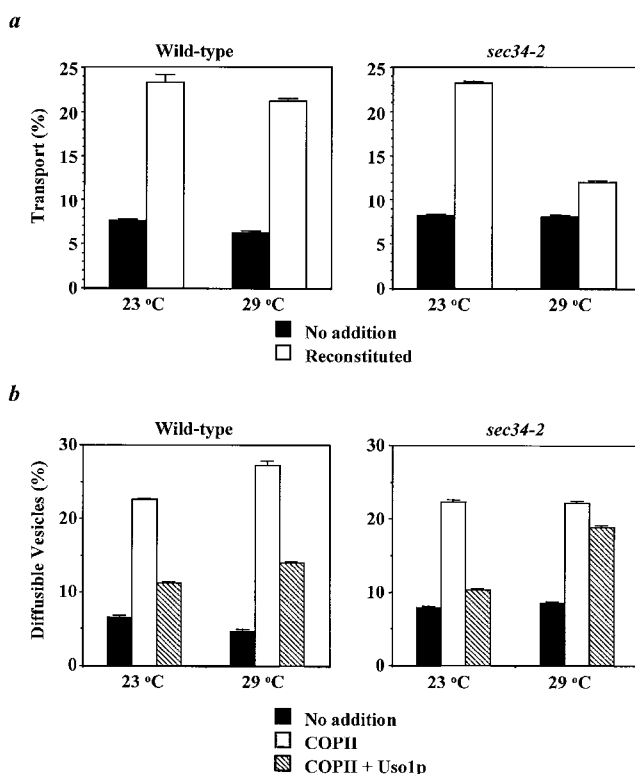 a
Wild-type
sec34-2
Transport (%)
25
20
15
10
5
0
25
20
15
10
5
0
23 °C
29 °C
23 °C
29 °C
No addition
Reconstituted
b
Wild-type
sec34-2
Diffusible Vesicles (%)
30
20
10
0
30
20
10
0
23 °C
29 °C
23 °C
29 °C
No addition
COPII
COPII + Uso1p